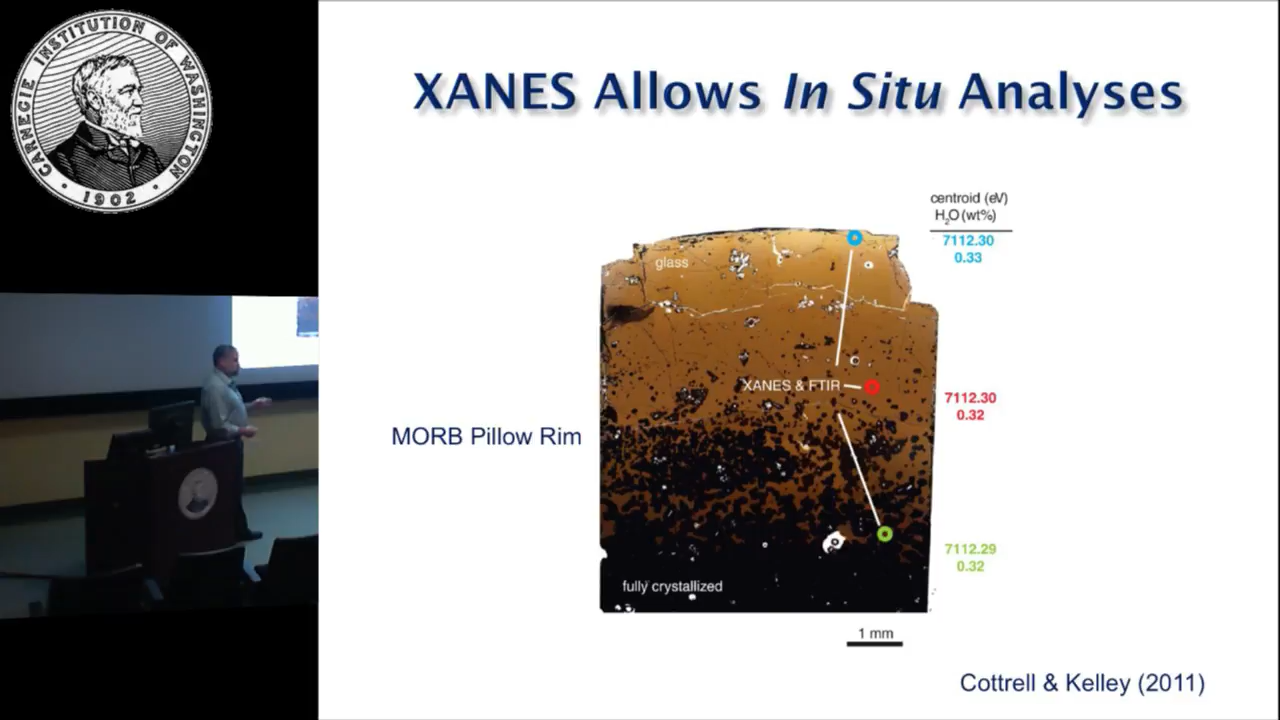 CARNEGIE INSTITUTION OF WASHINGTON
· 1902 ·
XANES Allows In Situ Analyses
centroid (eV)
H2O (wt%)
7112.30
0.33
glass
XANES & FTIR
7112.30
0.32
MORB Pillow Rim
7112.29
0.32
fully crystallized
1 mm
Cottrell & Kelley (2011)